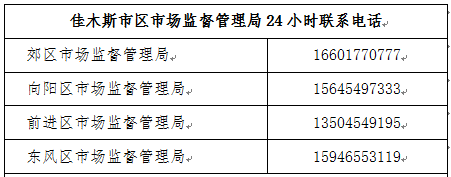 佳木斯市区市场监督管理局24小时联系电话
郊区市场监督管理局 16601770777
向阳区市场监督管理局 15645497333
前进区市场监督管理局 13504549195
东风区市场监督管理局 15946553119